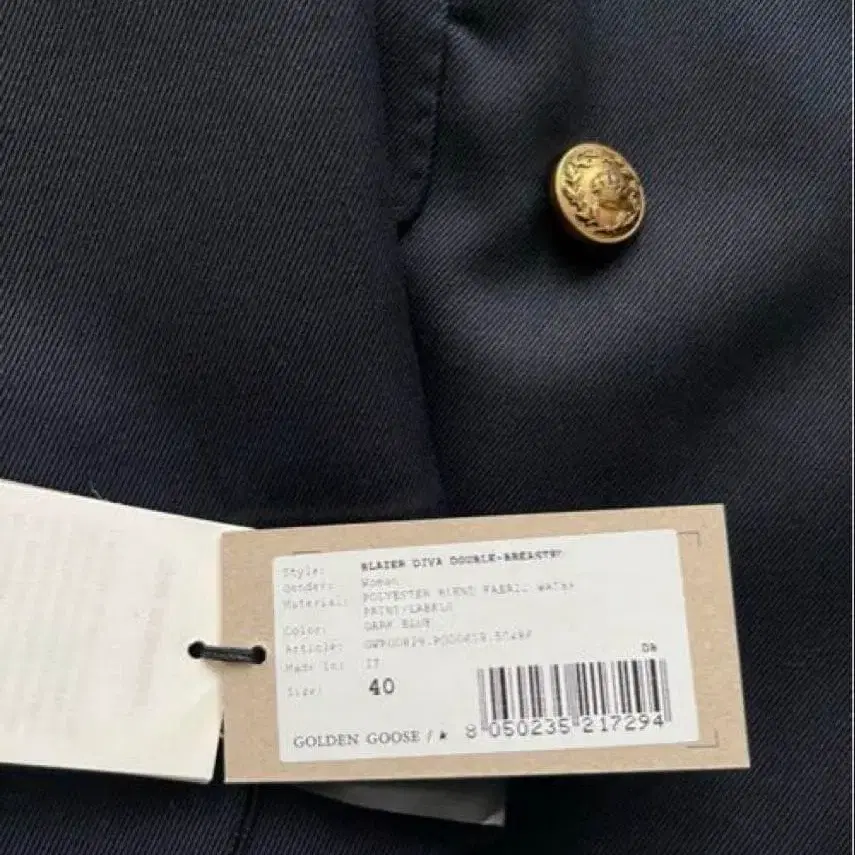 Style: BLAZER DIVA DOUBLE-BREASTED
Gender: Woman
Material: POLYESTER BLEND FABRIC WATER
PRINT/LABELS
Color: DARK BLUE
Article:
Made in: IT
Size: 40
DB
GOLDEN GOOSE / ★ 8 050235 217294